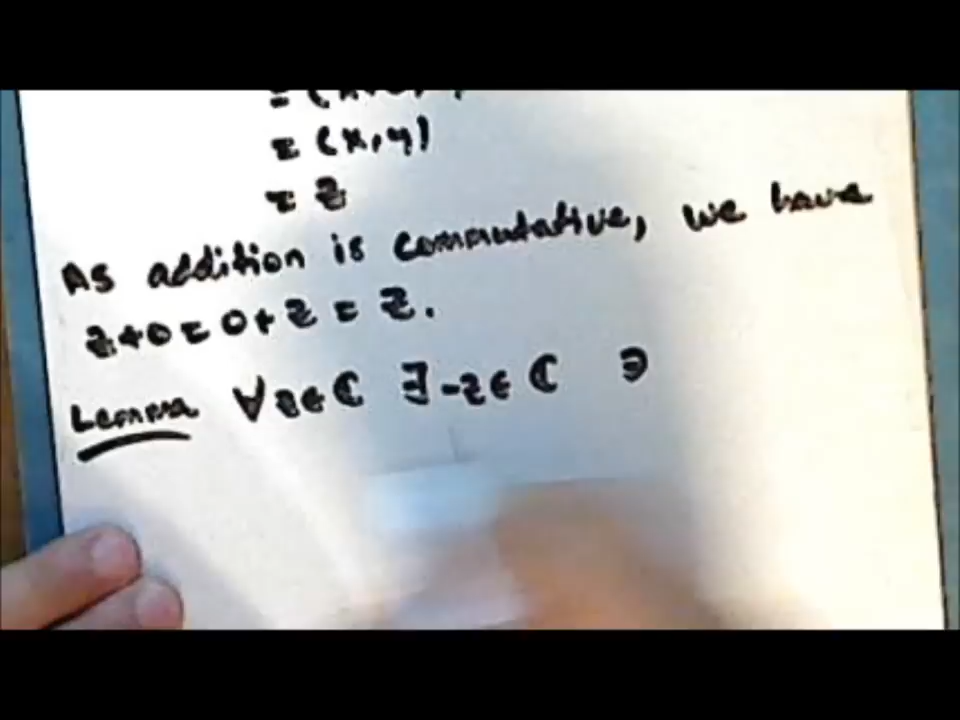 = (x, y)
= z
As addition is commutative, we have
z+0=0+z=z.
Lemma ∀z∈ℂ ∃-z∈ℂ ∋